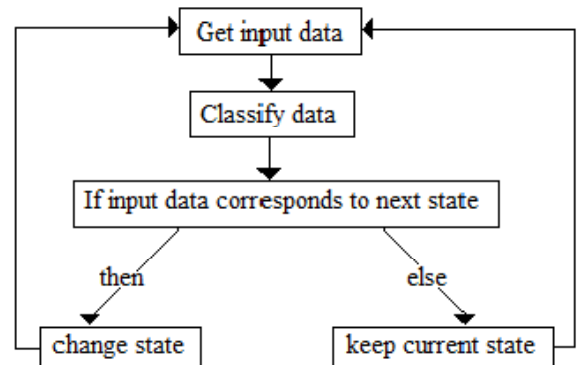 Get input data
Classify data
If input data corresponds to next state
then
else
change state
keep current state